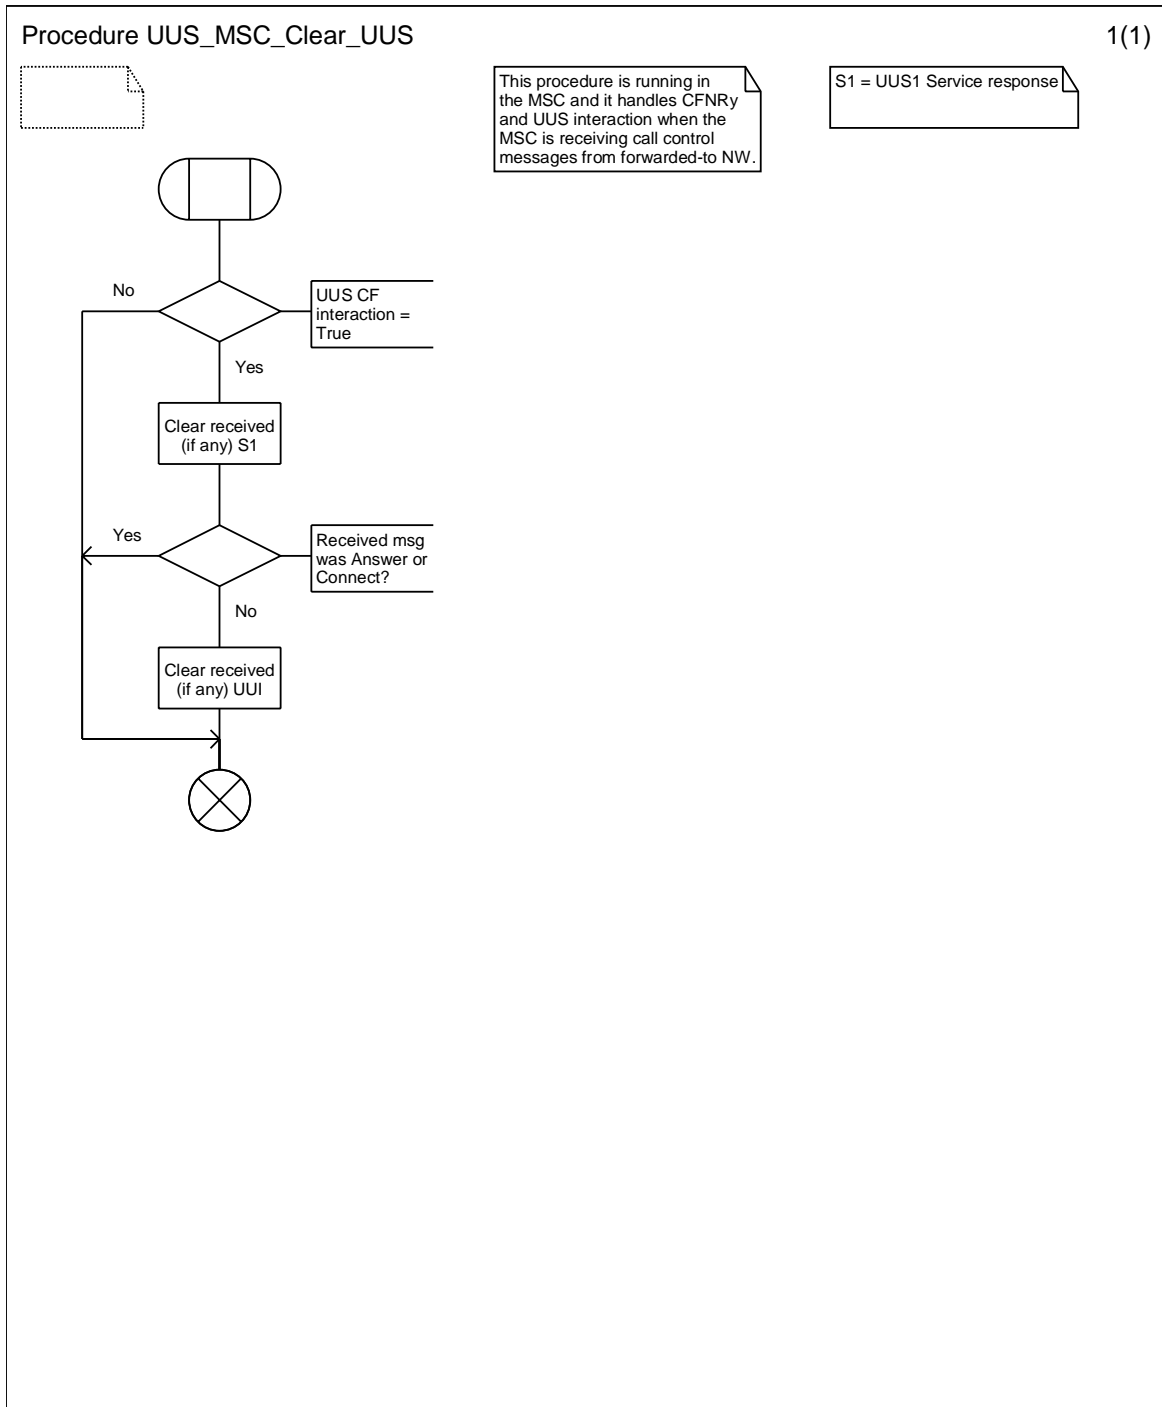 Procedure UUS_MSC_Clear_UUS
1(1)
This procedure is running in
the MSC and it handles CFNRy
and UUS interaction when the
MSC is receiving call control
messages from forwarded-to NW.
S1 = UUS1 Service response
No
UUS CF
interaction =
True
Yes
Clear received
(if any) S1
Yes
Received msg
was Answer or
Connect?
No
Clear received
(if any) UUI